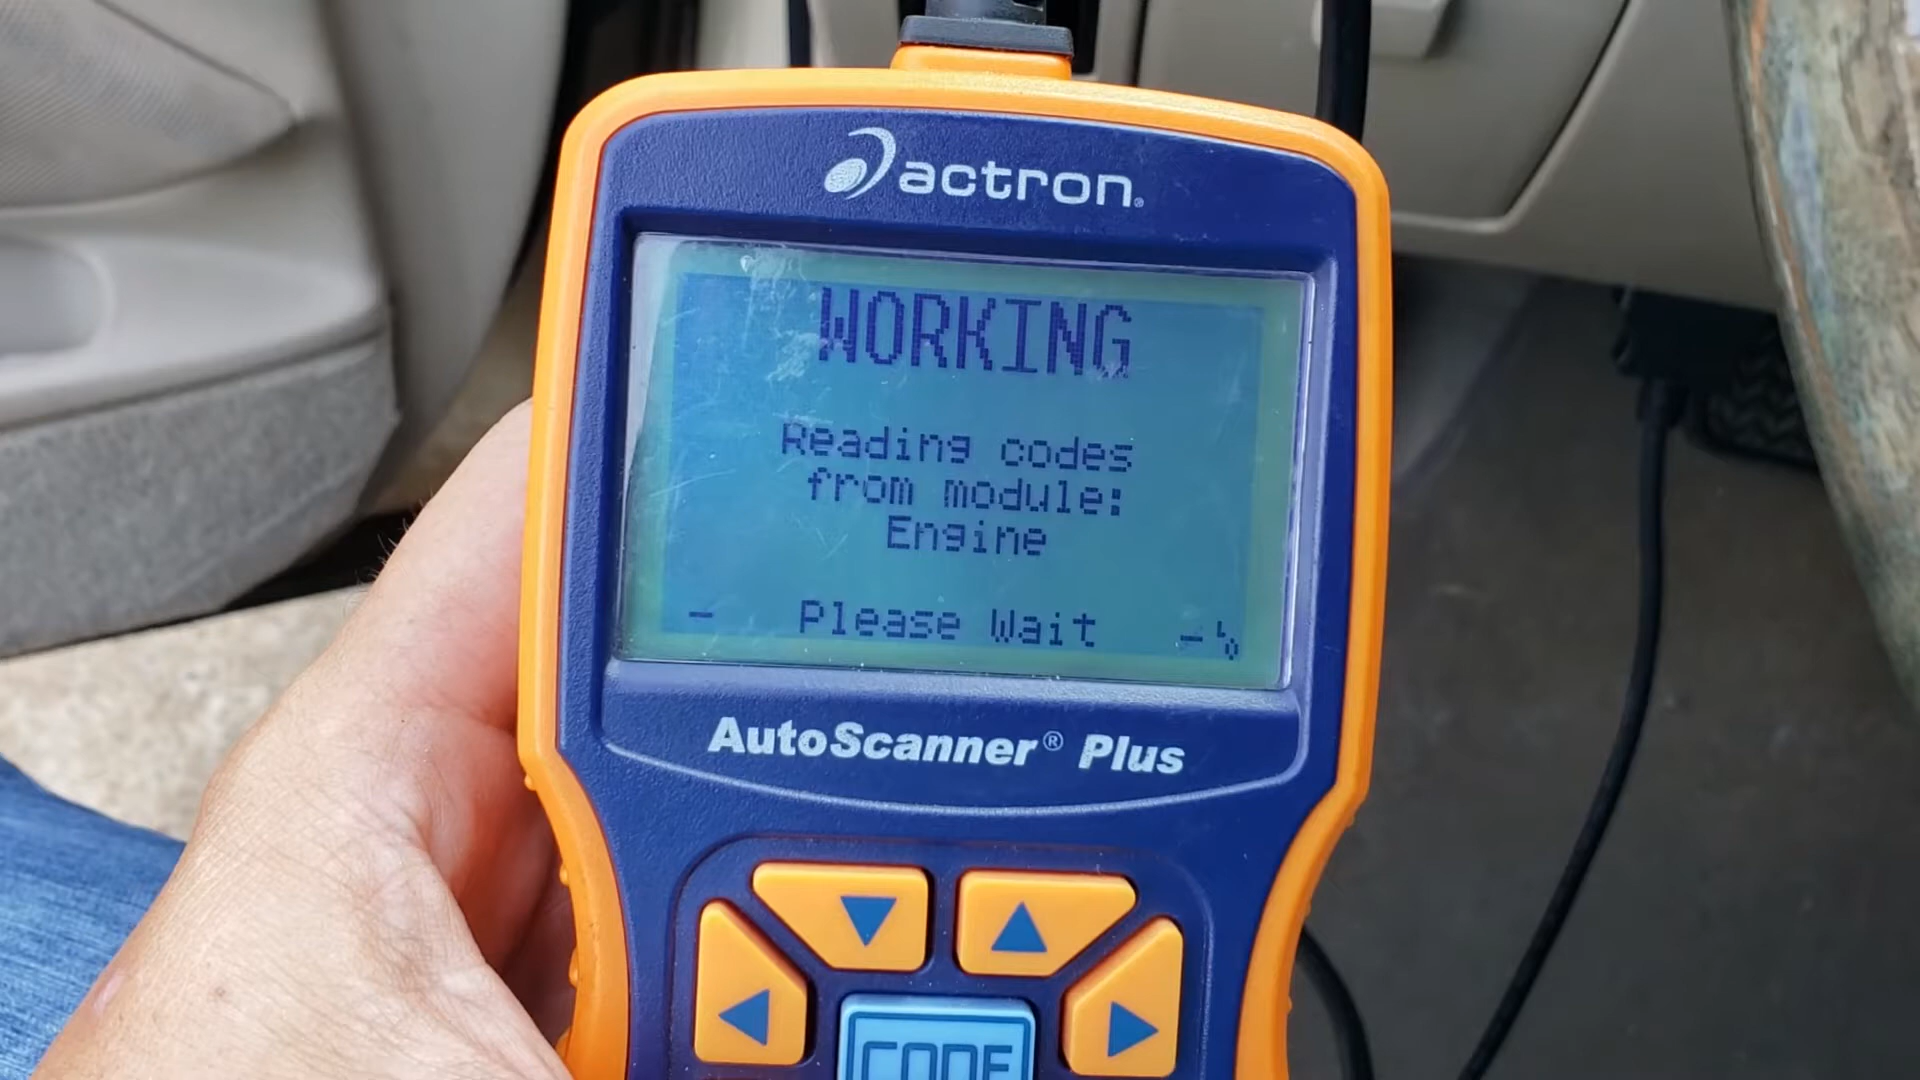 actron®
WORKING
Reading codes
from module:
Engine
- Please Wait -
AutoScanner® Plus
CODE